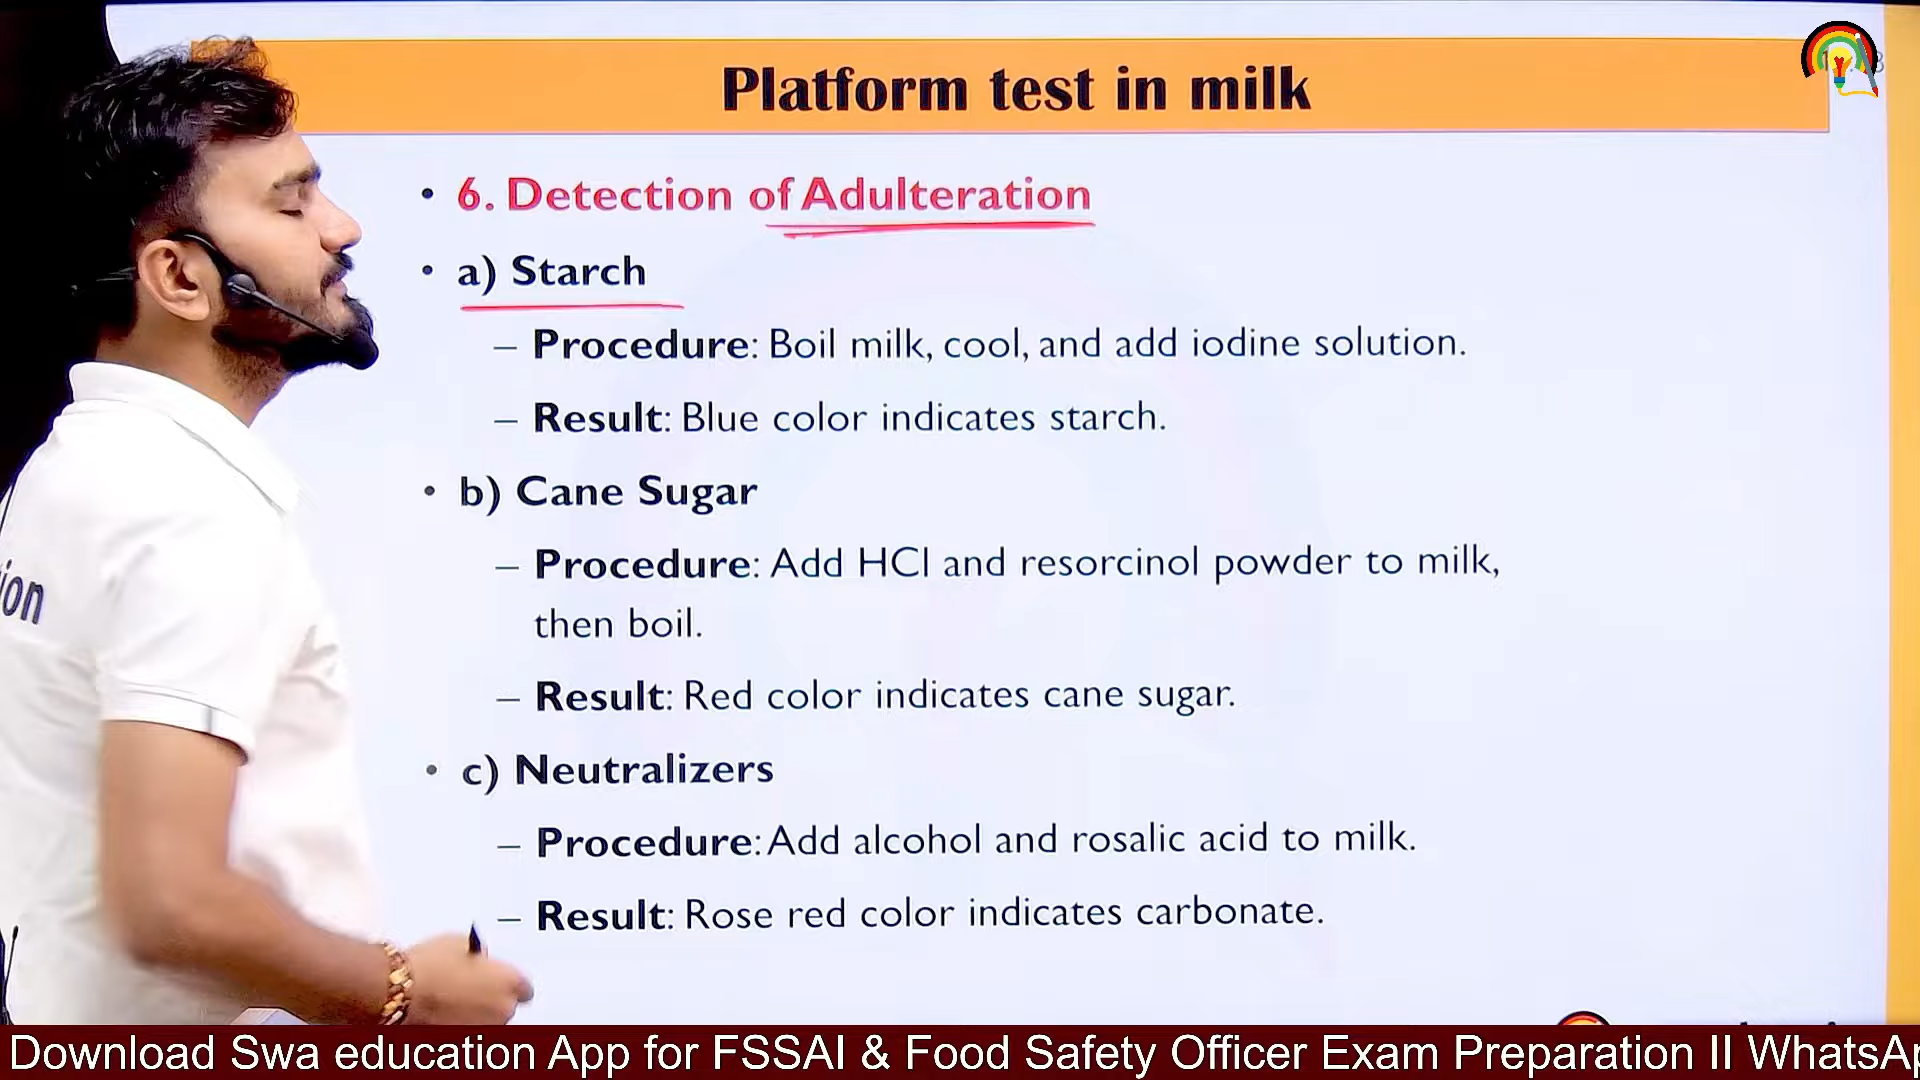 Platform test in milk
• 6. Detection of Adulteration
• a) Starch
– Procedure: Boil milk, cool, and add iodine solution.
– Result: Blue color indicates starch.
• b) Cane Sugar
– Procedure: Add HCl and resorcinol powder to milk,
then boil.
– Result: Red color indicates cane sugar.
• c) Neutralizers
– Procedure: Add alcohol and rosalic acid to milk.
– Result: Rose red color indicates carbonate.
ion
Download Swa education App for FSSAI & Food Safety Officer Exam Preparation II WhatsAp